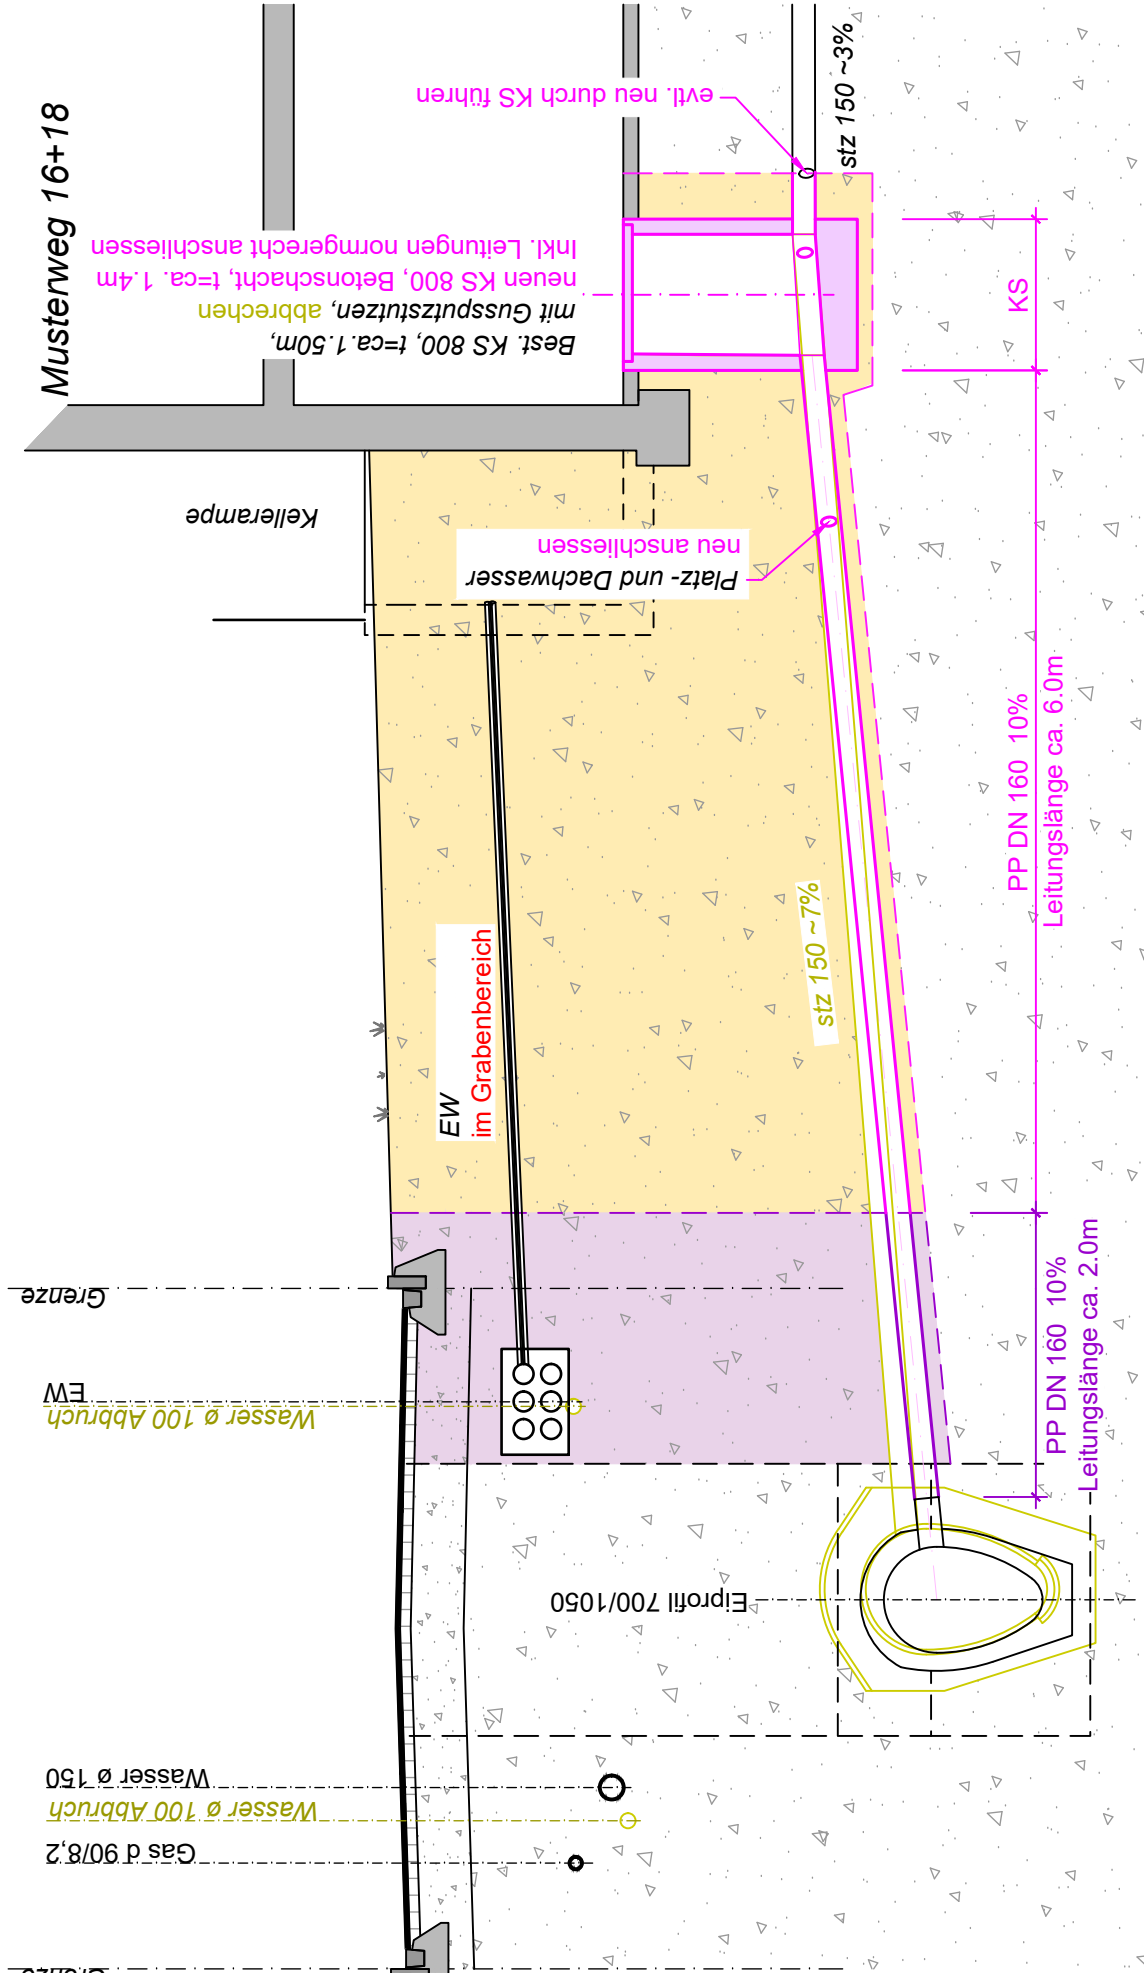 Musterweg 16+18
evtl. neu durch KS führen
stz 150 ~3%
Best. KS 800, t=ca.1.50m,
mit Gussputzstutzen, abbrechen
neuen KS 800, Betonschacht, t=ca. 1.4m
Inkl. Leitungen normgerecht anschliessen
KS
Kellerampe
Platz- und Dachwasser
neu anschliessen
PP DN 160 10%
Leitungslänge ca. 6.0m
stz 150 ~7%
EW
im Grabenbereich
Grenze
EW
Wasser ø 100 Abbruch
PP DN 160 10%
Leitungslänge ca. 2.0m
Eiprofil 700/1050
Wasser ø 150
Wasser ø 100 Abbruch
Gas d 90/8,2
Grenze